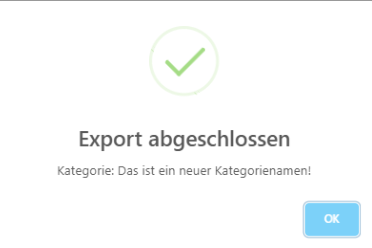 Export abgeschlossen
Kategorie: Das ist ein neuer Kategorienamen!
OK